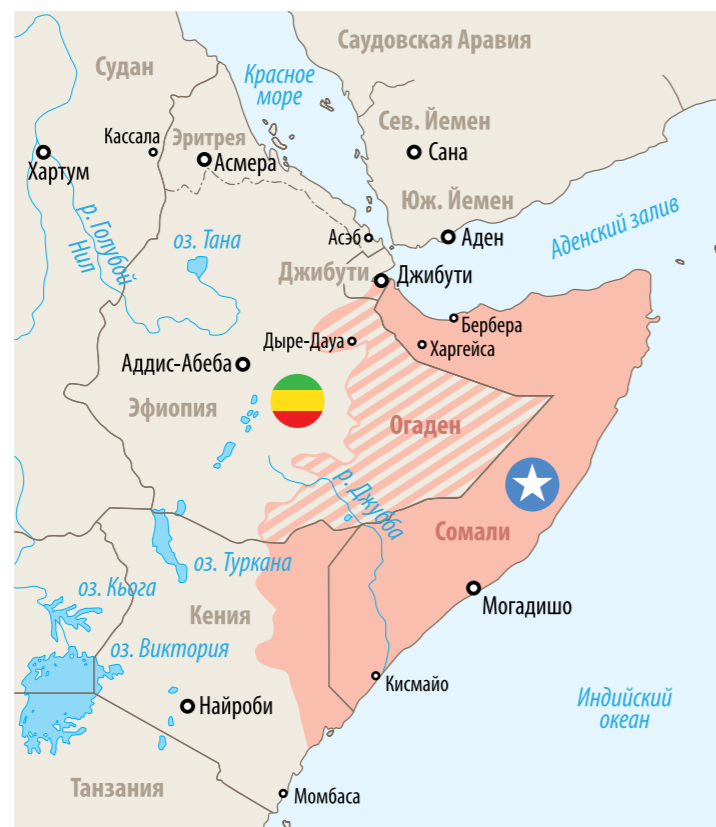 Саудовская Аравия
Судан
Красное
море
Сев. Йемен
Кассала
Эритрея
Хартум
Асмера
Сана
Юж. Йемен
р. Голубой
Нил
оз. Тана
Асэб
Аден
Аденский залив
Джибути
Джибути
Бербера
Дыре-Дауа
Харгейса
Аддис-Абеба
Эфиопия
Огаден
р. Джубба
Сомали
оз. Туркана
оз. Кьога
Кения
Могадишо
оз. Виктория
Кисмайо
Найроби
Индийский
океан
Танзания
Момбаса